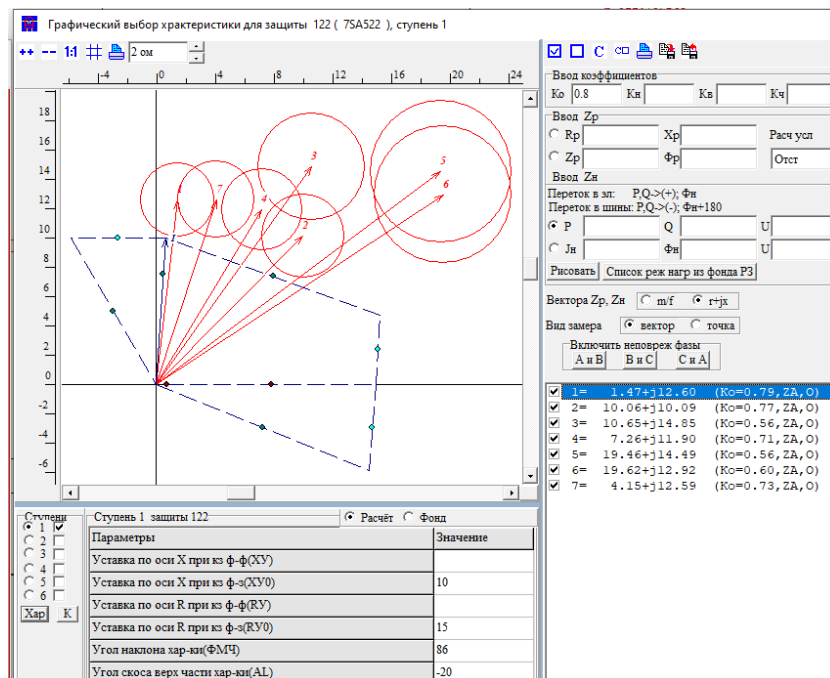 Графический выбор храктеристики для защиты 122 ( 7SA522 ), ступень 1
++ -- 1:1 2 ом
C
-4 0 4 8 12 16 20 24
18
16
14
12
10
8
6
4
2
0
-2
-4
-6
7
4
3
2
5
6
Ввод коэффициентов
Ко 0.8 Кн Кв Кч
Ввод Zр
Rр Xр Расч усл
Zр Фр Отст
Ввод Zн
Переток в эл: P,Q->(+); Фн
Переток в шины: P,Q->(-); Фн+180
P Q U
Jн Фн U
Рисовать Список реж нагр из фонда РЗ
Вектора Zр, Zн m/f r+jx
Вид замера вектор точка
Включить неповреж фазы
А и В В и С С и А
1= 1.47+j12.60 (Ко=0.79,ZA,O)
2= 10.06+j10.09 (Ко=0.77,ZA,O)
3= 10.65+j14.85 (Ко=0.56,ZA,O)
4= 7.26+j11.90 (Ко=0.71,ZA,O)
5= 19.46+j14.49 (Ко=0.56,ZA,O)
6= 19.62+j12.92 (Ко=0.60,ZA,O)
7= 4.15+j12.59 (Ко=0.73,ZA,O)
Ступени
1
2
3
4
5
6
Хар К
Ступень 1 защиты 122 Расчёт Фонд
Параметры Значение
Уставка по оси X при кз ф-ф(XУ)
Уставка по оси X при кз ф-з(XУ0) 10
Уставка по оси R при кз ф-ф(RУ)
Уставка по оси R при кз ф-з(RУ0) 15
Угол наклона хар-ки(ФМЧ) 86
Угол скоса верх части хар-ки(AL) -20